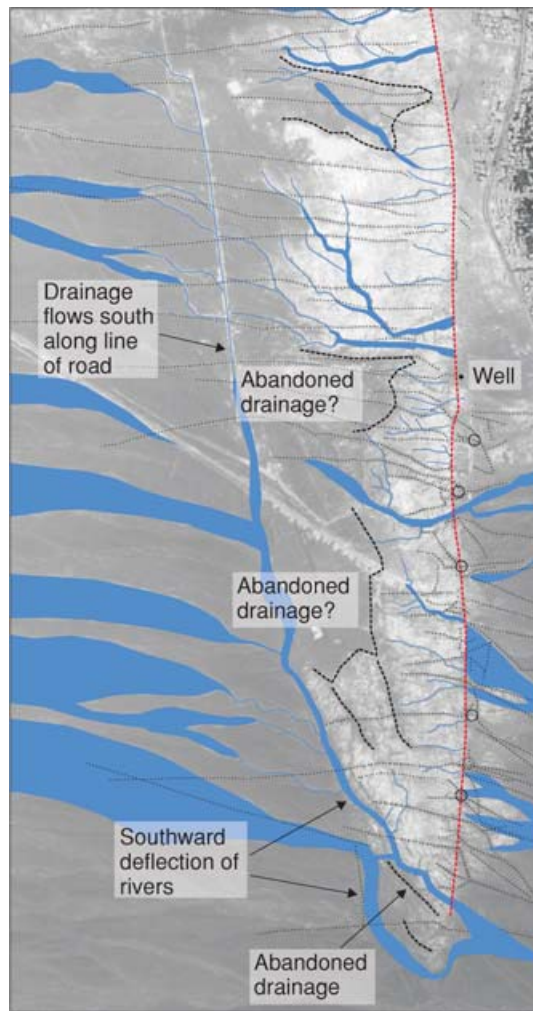 Drainage
flows south
along line
of road
Abandoned
drainage?
Well
Abandoned
drainage?
Southward
deflection of
rivers
Abandoned
drainage